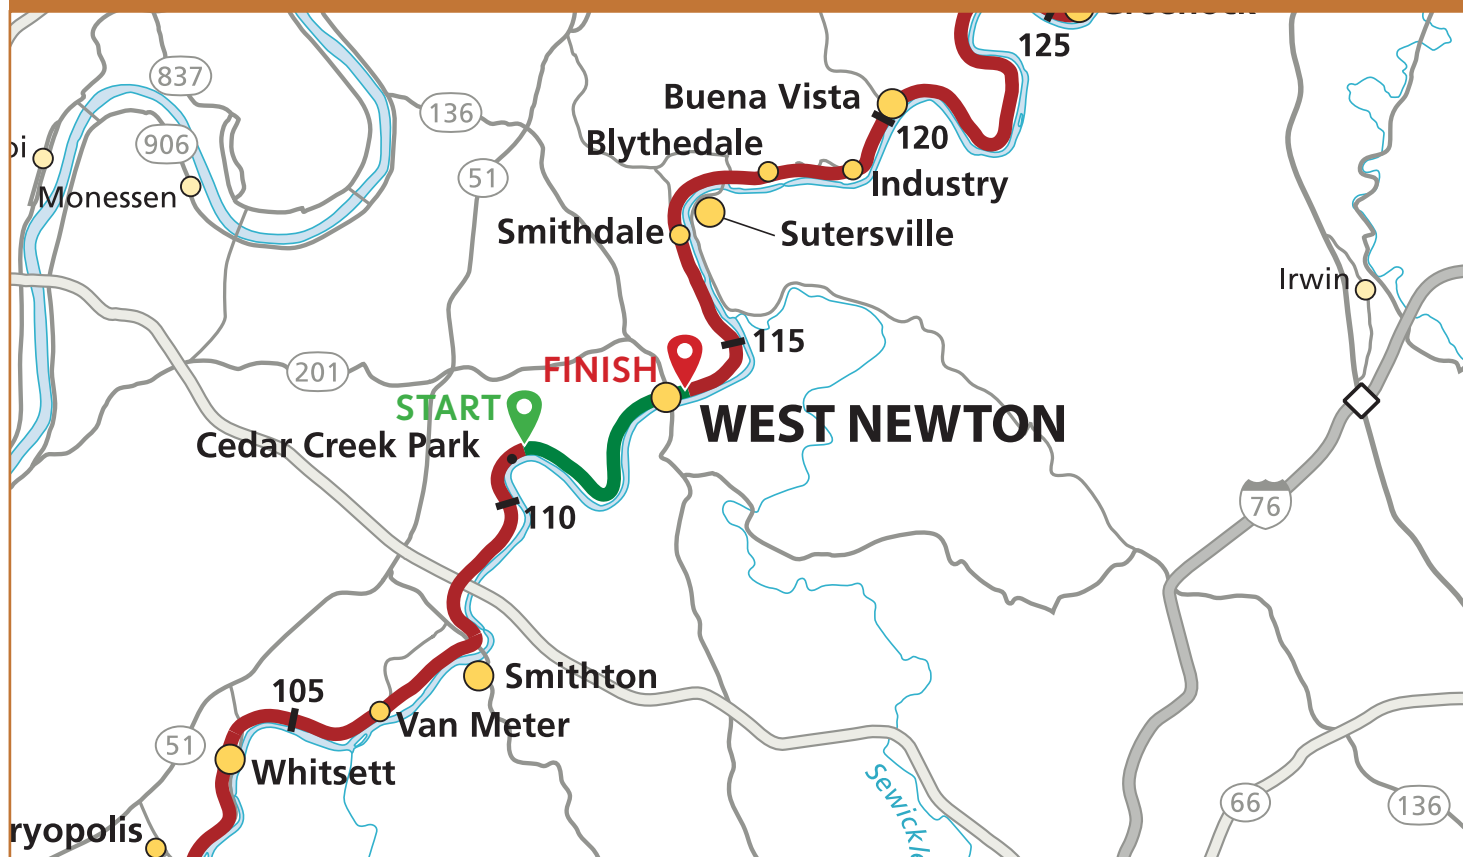 125
837
Buena Vista
136
120
906
Blythedale
51
Industry
Monessen
Smithdale
Sutersville
Irwin
115
FINISH
201
START
WEST NEWTON
Cedar Creek Park
76
110
Smithton
105
Van Meter
51
Whitsett
66
136
ryopolis